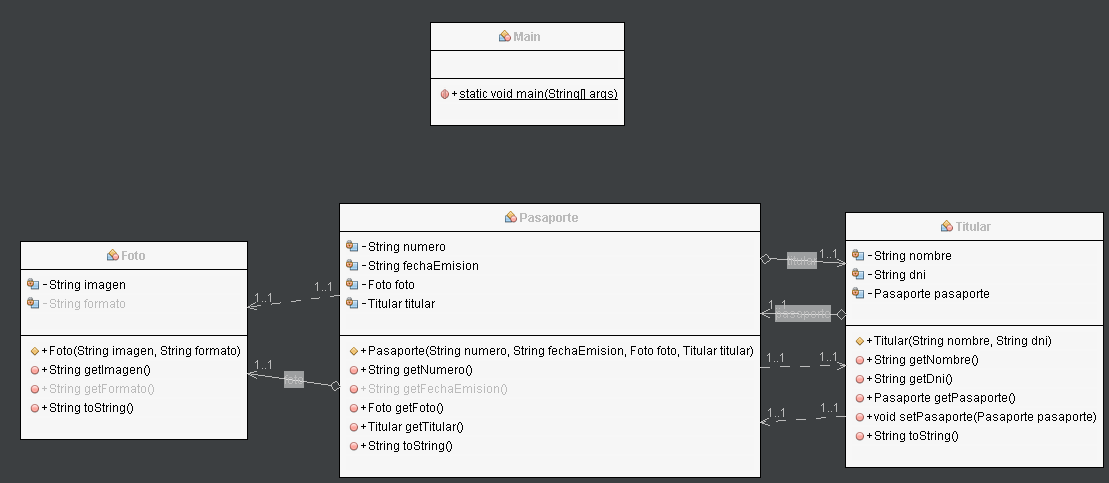 Main
+ static void main(String[] args)
Foto
- String imagen
- String formato
+ Foto(String imagen, String formato)
+ String getImagen()
+ String getFormato()
+ String toString()
Pasaporte
- String numero
- String fechaEmision
- Foto foto
- Titular titular
+ Pasaporte(String numero, String fechaEmision, Foto foto, Titular titular)
+ String getNumero()
+ String getFechaEmision()
+ Foto getFoto()
+ Titular getTitular()
+ String toString()
Titular
- String nombre
- String dni
- Pasaporte pasaporte
+ Titular(String nombre, String dni)
+ String getNombre()
+ String getDni()
+ Pasaporte getPasaporte()
+ void setPasaporte(Pasaporte pasaporte)
+ String toString()
1..1
1..1
1..1
foto
titular
1..1
1..1
pasaporte
1..1
1..1
1..1
1..1